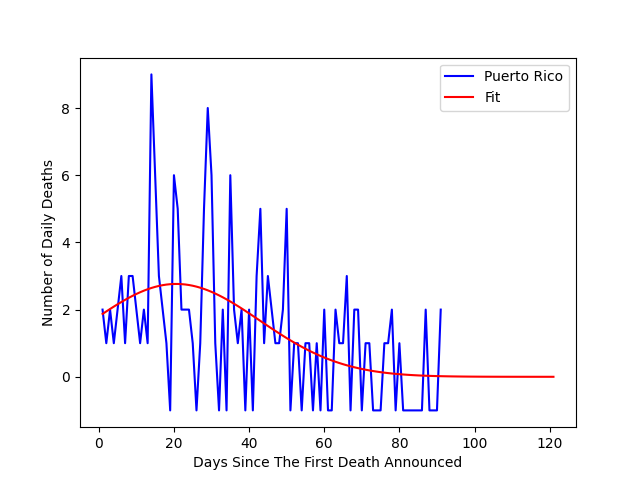 Puerto Rico
Fit
8
6
4
2
0
Number of Daily Deaths
0 20 40 60 80 100 120
Days Since The First Death Announced